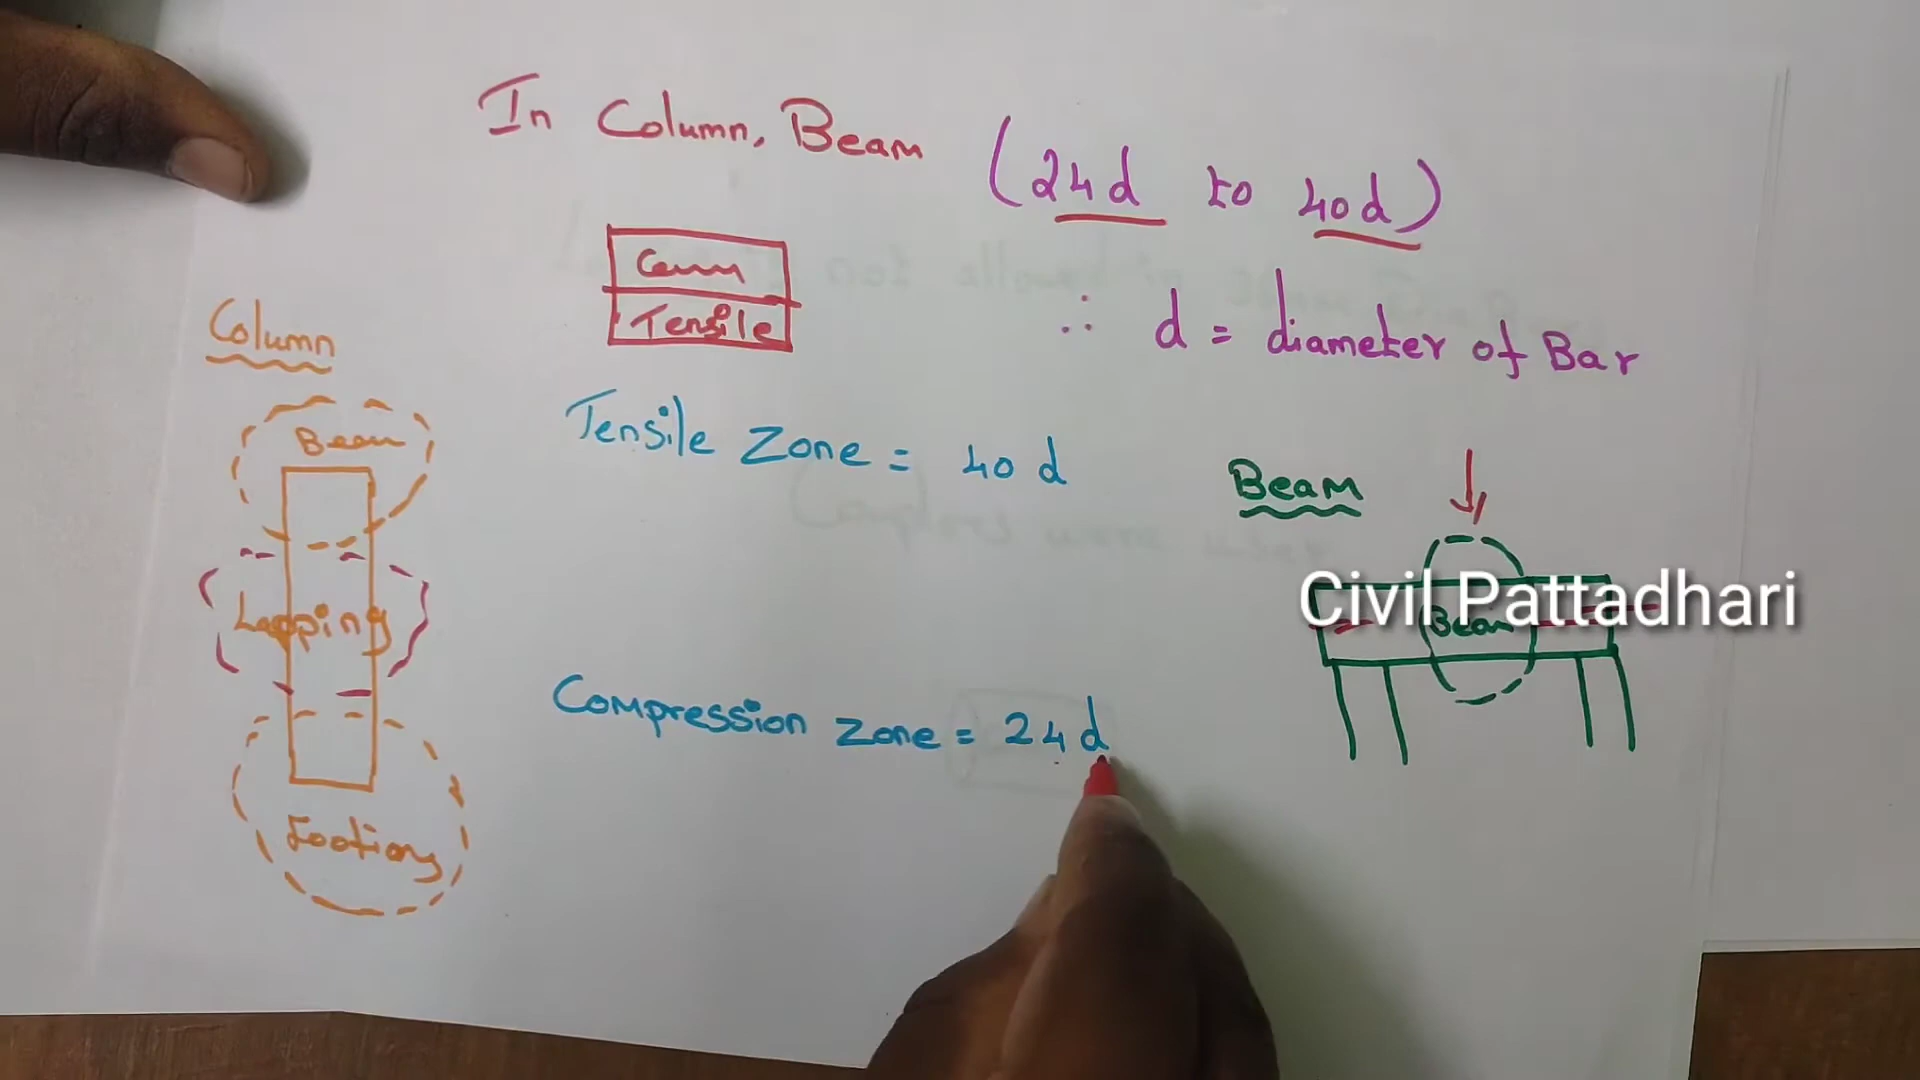 In Column, Beam (24d to 40d)
Tensile
∴ d = diameter of Bar
Column
Beam
Tensile Zone = 40 d
Beam
Civil Pattadhari
Beam
Lapping
Compression Zone = 24 d
Footing